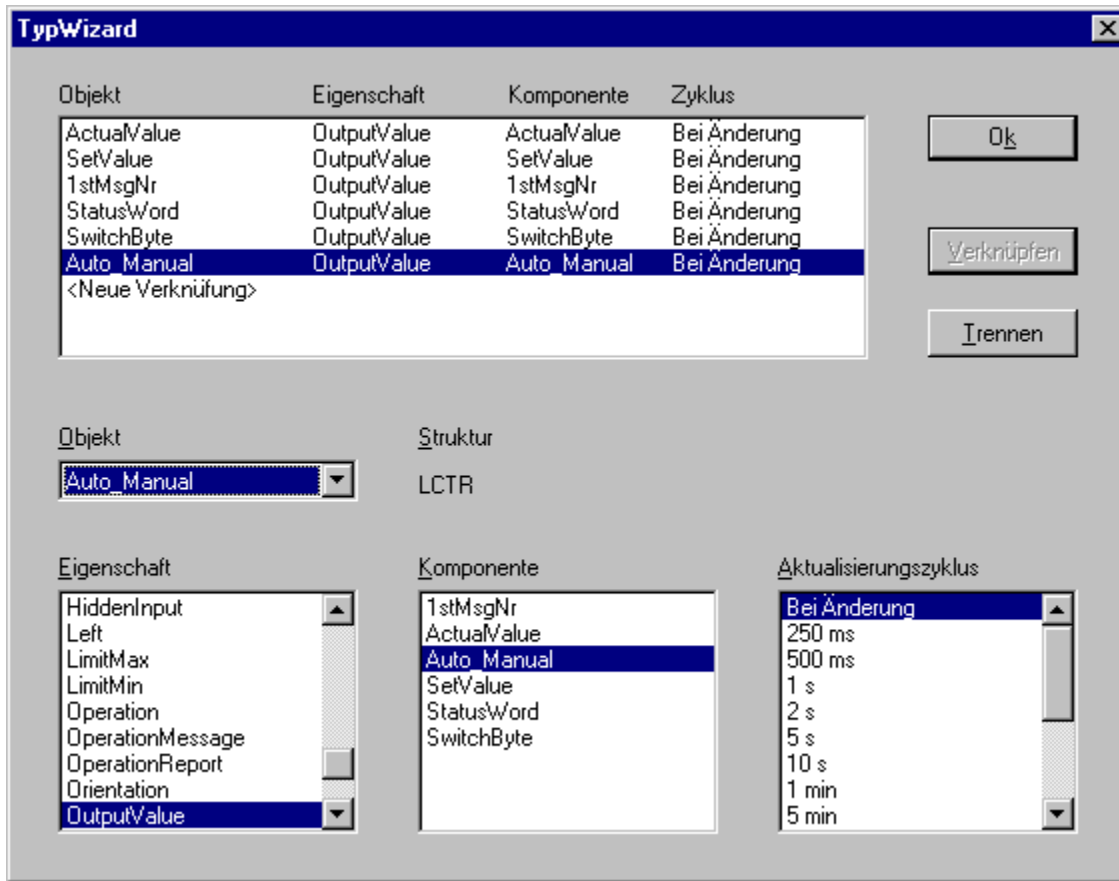 TypWizard
Objekt Eigenschaft Komponente Zyklus
ActualValue OutputValue ActualValue Bei Änderung
SetValue OutputValue SetValue Bei Änderung
1stMsgNr OutputValue 1stMsgNr Bei Änderung
StatusWord OutputValue StatusWord Bei Änderung
SwitchByte OutputValue SwitchByte Bei Änderung
Auto_Manual OutputValue Auto_Manual Bei Änderung
<Neue Verknüfung>
Ok
Verknüpfen
Trennen
Objekt Struktur
Auto_Manual LCTR
Eigenschaft
HiddenInput
Left
LimitMax
LimitMin
Operation
OperationMessage
OperationReport
Orientation
OutputValue
Komponente
1stMsgNr
ActualValue
Auto_Manual
SetValue
StatusWord
SwitchByte
Aktualisierungszyklus
Bei Änderung
250 ms
500 ms
1 s
2 s
5 s
10 s
1 min
5 min